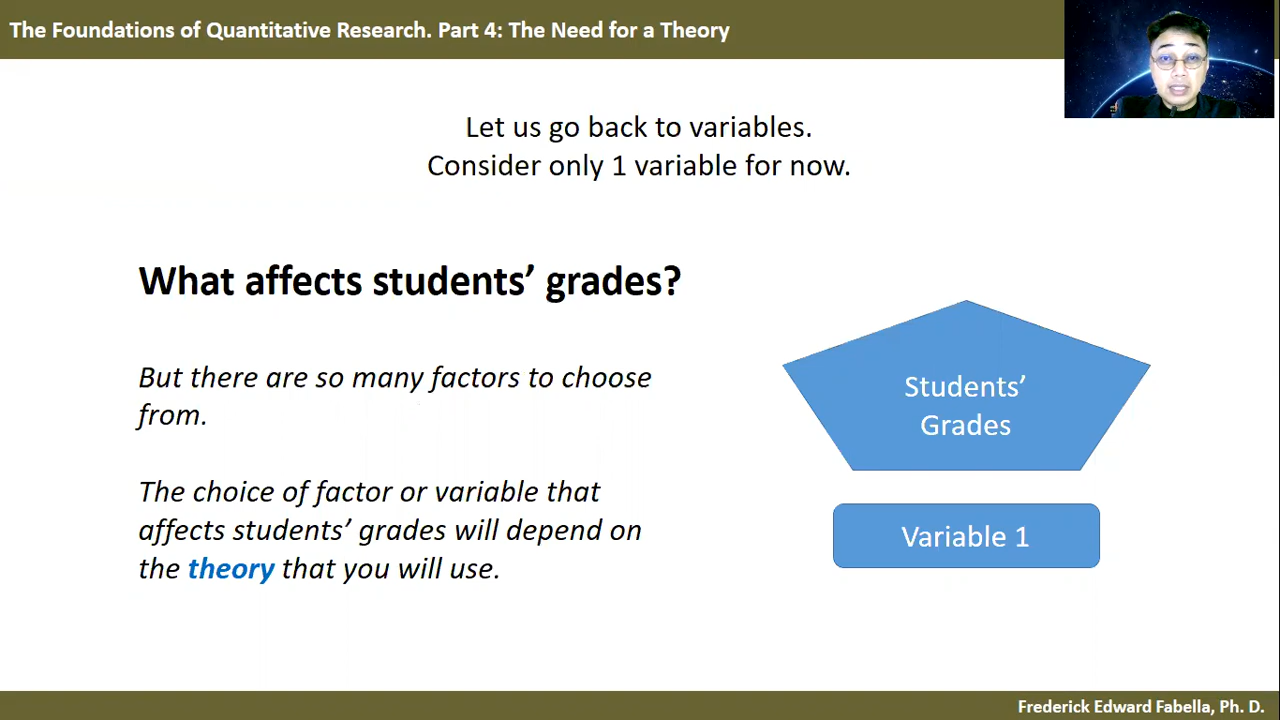 The Foundations of Quantitative Research. Part 4: The Need for a Theory
Let us go back to variables.
Consider only 1 variable for now.
What affects students’ grades?
But there are so many factors to choose
from.
The choice of factor or variable that
affects students’ grades will depend on
the theory that you will use.
Students’
Grades
Variable 1
Frederick Edward Fabella, Ph. D.